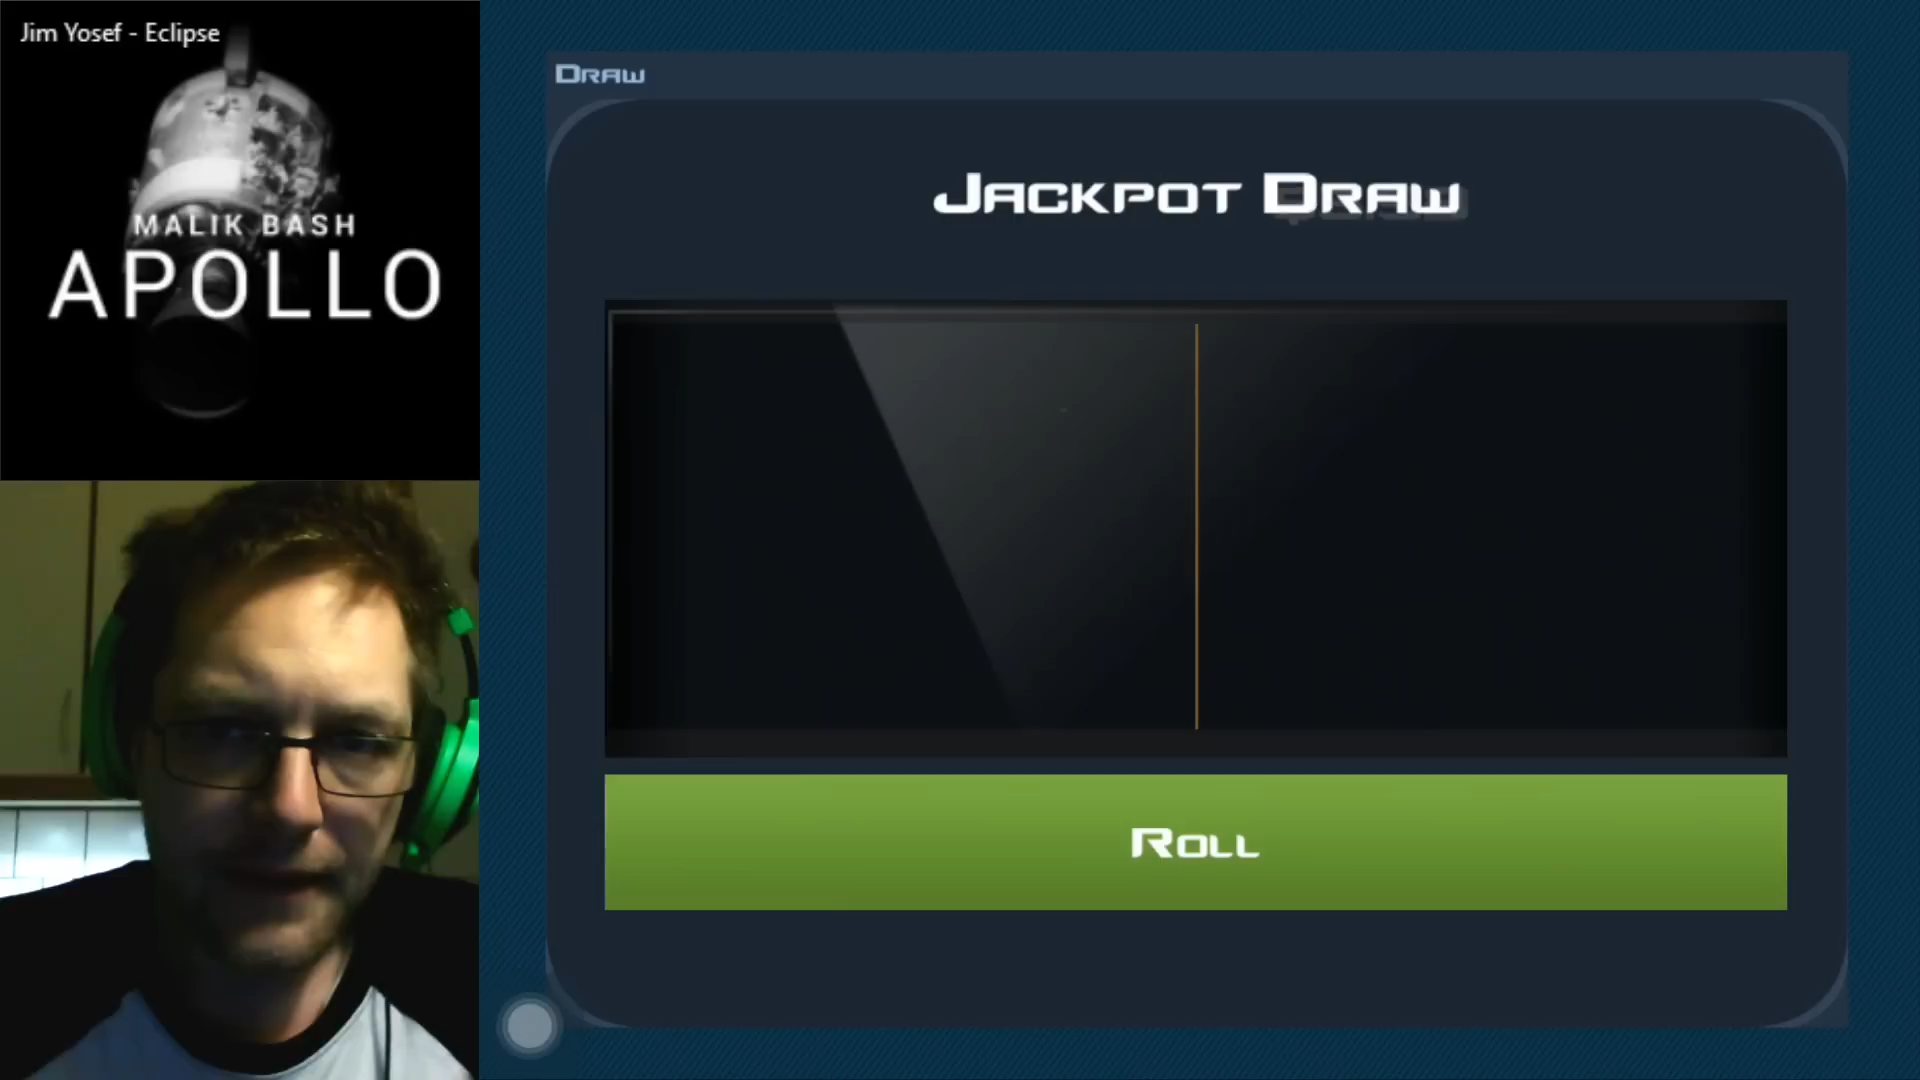 Jim Yosef - Eclipse
MALIK BASH
APOLLO
DRAW
JACKPOT DRAW
ROLL